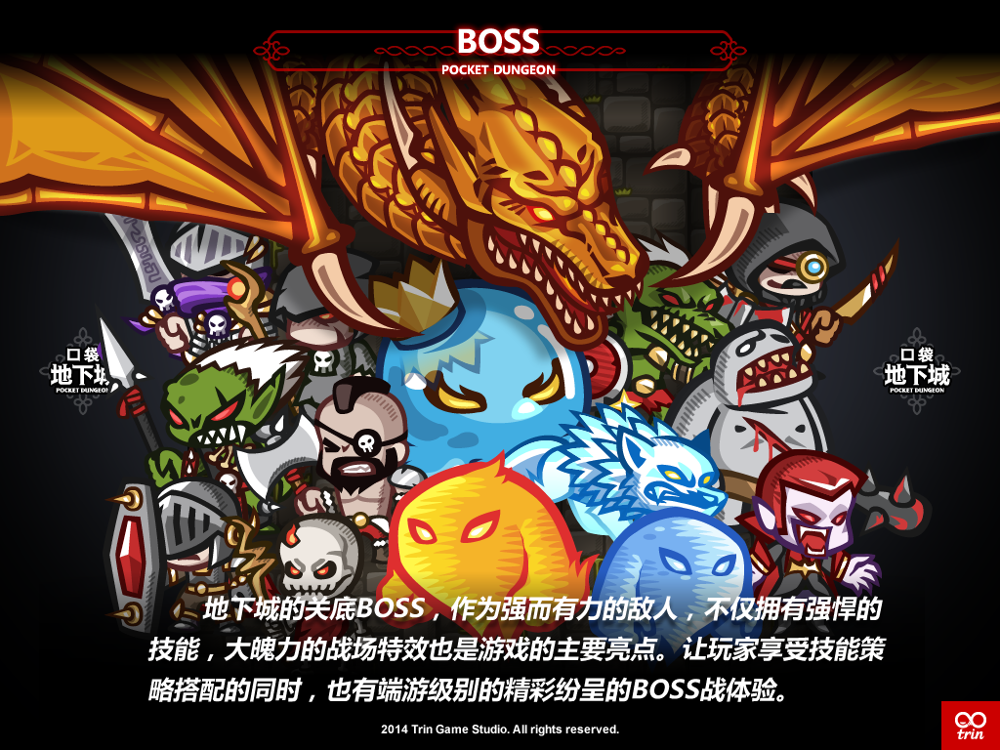 BOSS
POCKET DUNGEON
口袋
地下城
POCKET DUNGEON
口袋
地下城
POCKET DUNGEON
地下城的关底BOSS，作为强而有力的敌人，不仅拥有强悍的
技能，大魄力的战场特效也是游戏的主要亮点。让玩家享受技能策
略搭配的同时，也有端游级别的精彩纷呈的BOSS战体验。
2014 Trin Game Studio. All rights reserved.
trin